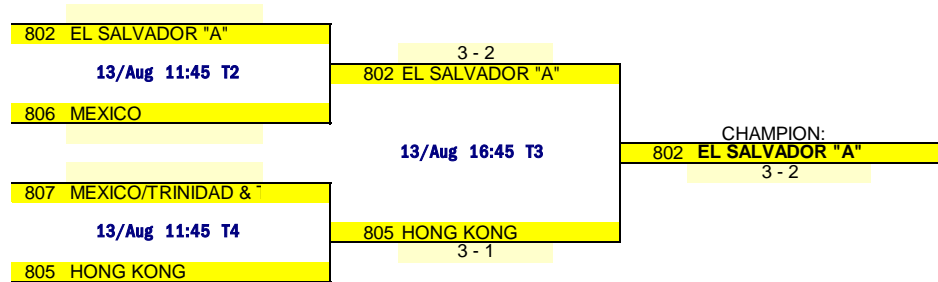 802 EL SALVADOR "A"
13/Aug 11:45 T2
806 MEXICO
3 - 2
802 EL SALVADOR "A"
13/Aug 16:45 T3
805 HONG KONG
3 - 1
807 MEXICO/TRINIDAD &
13/Aug 11:45 T4
805 HONG KONG
CHAMPION:
802 EL SALVADOR "A"
3 - 2